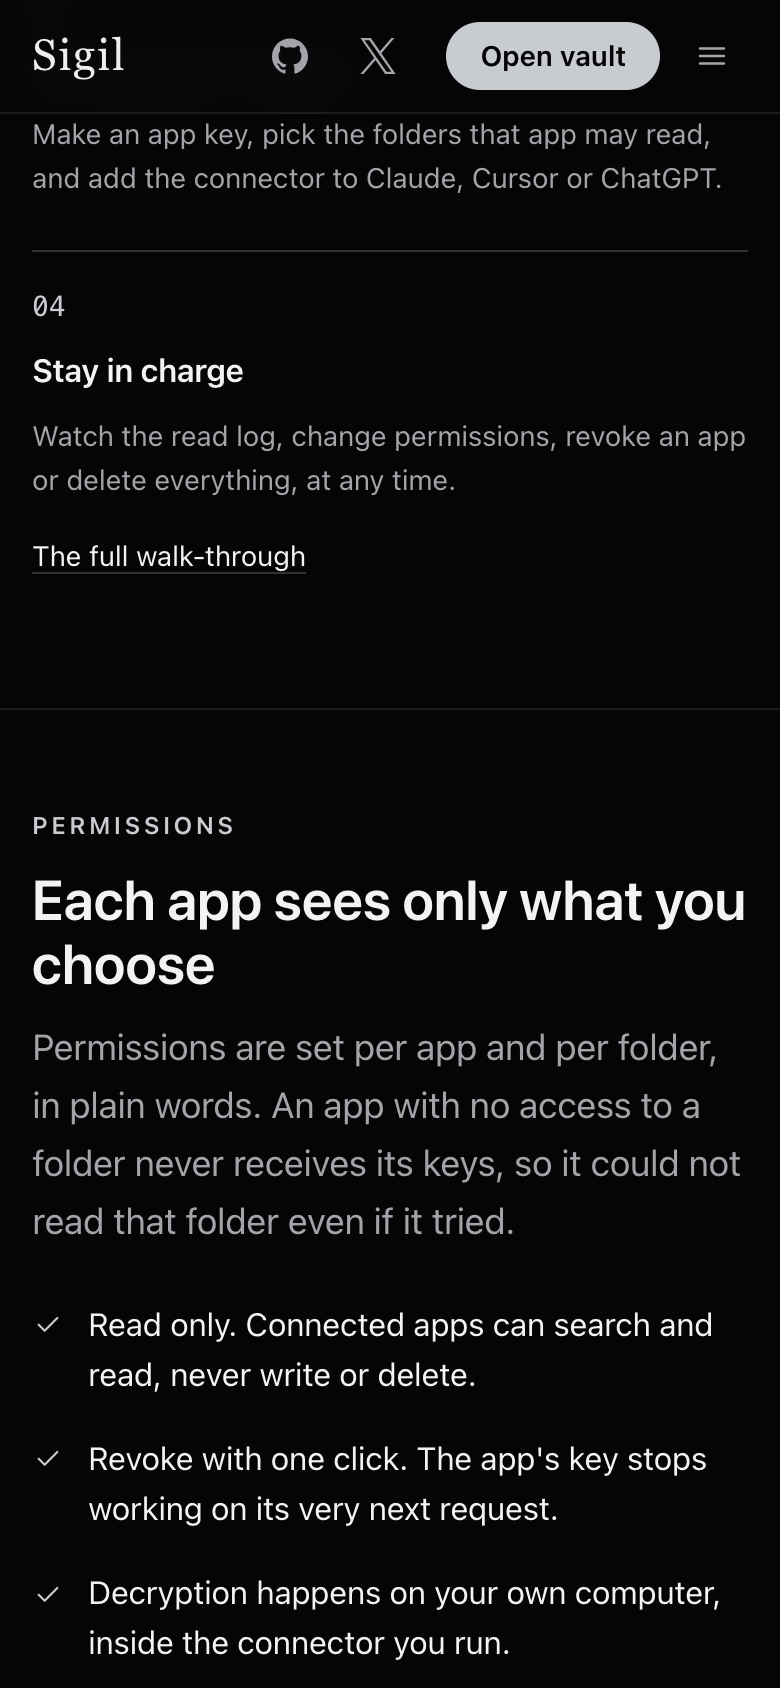 Sigil
Open vault
Make an app key, pick the folders that app may read,
and add the connector to Claude, Cursor or ChatGPT.
04
Stay in charge
Watch the read log, change permissions, revoke an app
or delete everything, at any time.
The full walk-through
PERMISSIONS
Each app sees only what you
choose
Permissions are set per app and per folder,
in plain words. An app with no access to a
folder never receives its keys, so it could not
read that folder even if it tried.
Read only. Connected apps can search and
read, never write or delete.
Revoke with one click. The app's key stops
working on its very next request.
Decryption happens on your own computer,
inside the connector you run.